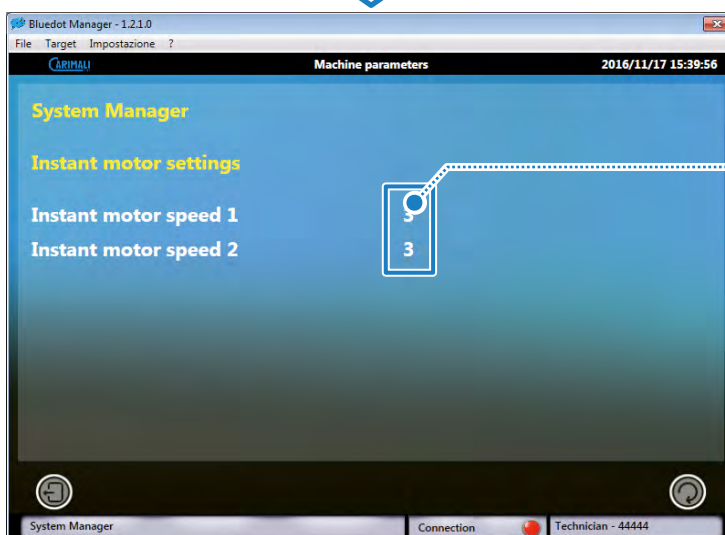 Bluedot Manager - 1.2.1.0
File Target Impostazione ?
CARIMALI Machine parameters 2016/11/17 15:39:56
System Manager
Instant motor settings
Instant motor speed 1 3
Instant motor speed 2 3
System Manager Connection Technician - 44444